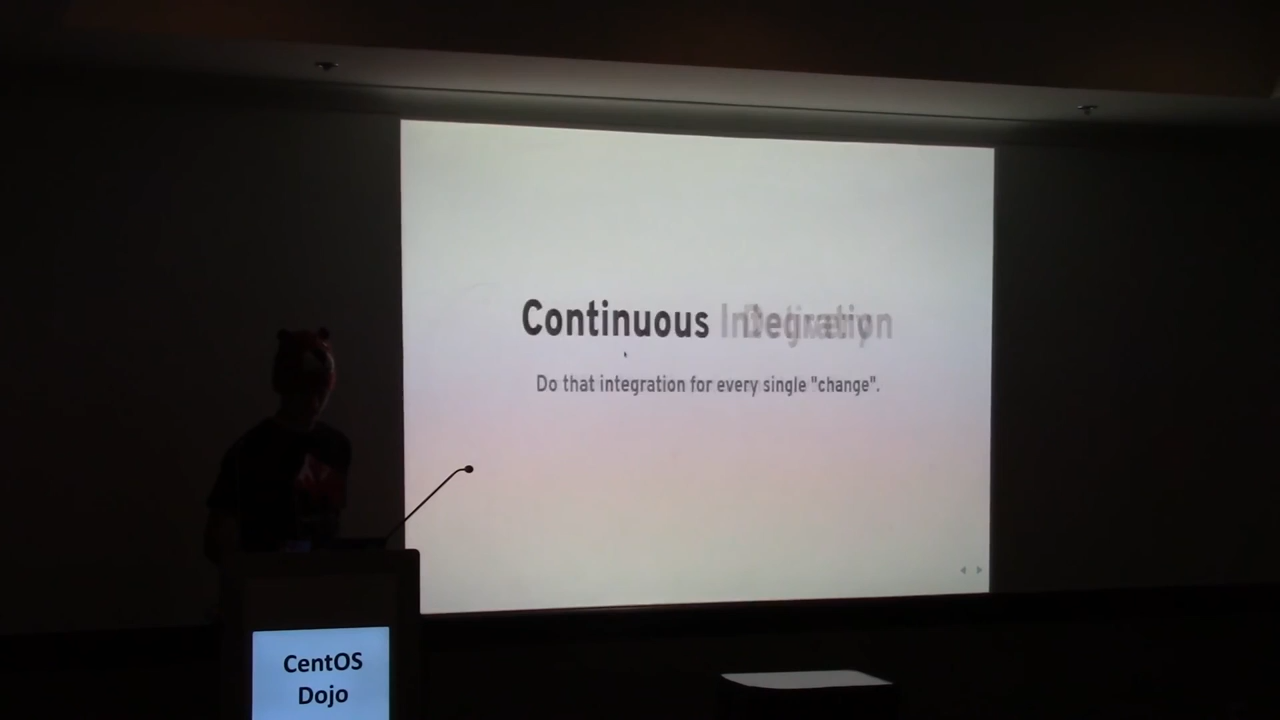 Continuous Integration
Do that integration for every single "change".
CentOS
Dojo